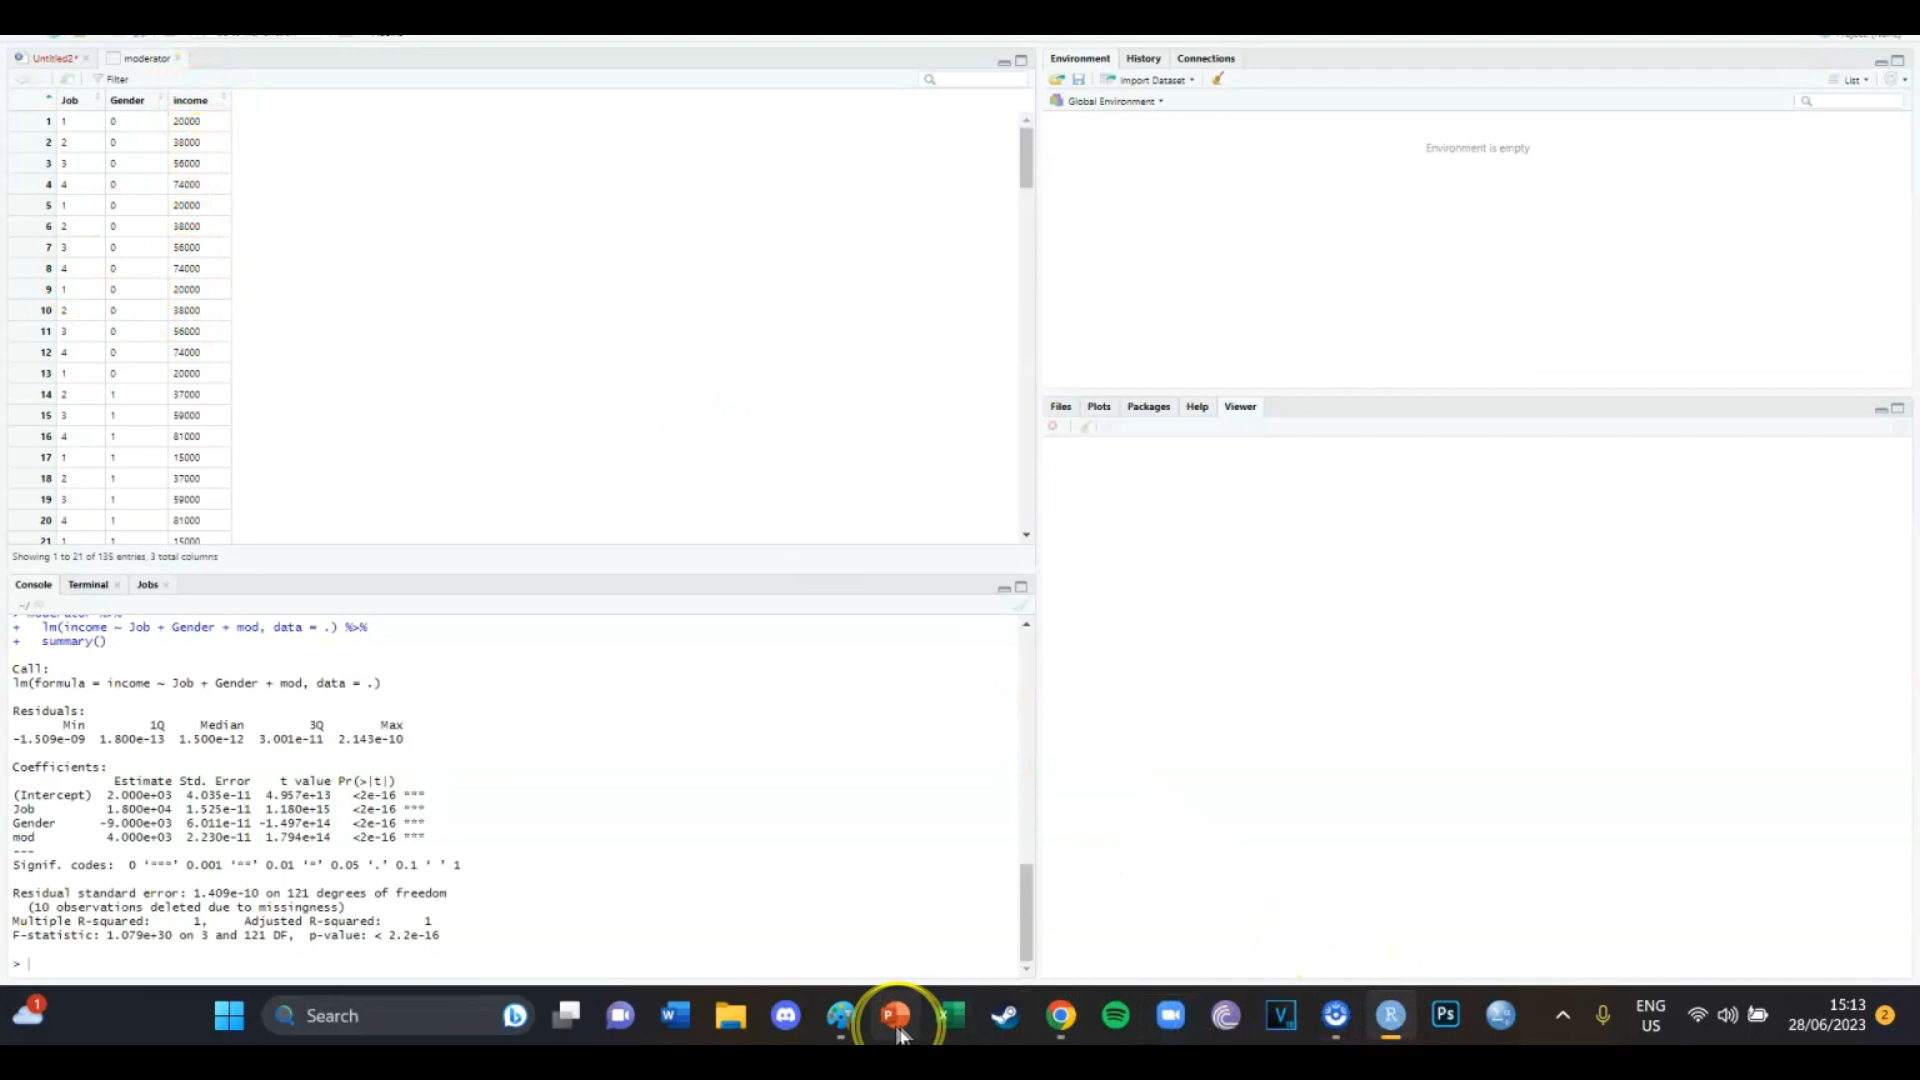 Untitled2*
moderator
Filter
Job Gender income
1 1 0 20000
2 2 0 38000
3 3 0 56000
4 4 0 74000
5 1 0 20000
6 2 0 38000
7 3 0 56000
8 4 0 74000
9 1 0 20000
10 2 0 38000
11 3 0 56000
12 4 0 74000
13 1 0 20000
14 2 1 37000
15 3 1 59000
16 4 1 81000
17 1 1 15000
18 2 1 37000
19 3 1 59000
20 4 1 81000
21 1 1 15000
Showing 1 to 21 of 135 entries, 3 total columns
Console Terminal Jobs
~/
+ lm(income ~ Job + Gender + mod, data = .) %>%
+ summary()
Call:
lm(formula = income ~ Job + Gender + mod, data = .)
Residuals:
Min 1Q Median 3Q Max
-1.509e-09 1.800e-13 1.500e-12 3.001e-11 2.143e-10
Coefficients:
Estimate Std. Error t value Pr(>|t|)
(Intercept) 2.000e+03 4.035e-11 4.957e+13 <2e-16 ***
Job 1.800e+04 1.525e-11 1.180e+15 <2e-16 ***
Gender -9.000e+03 6.011e-11 -1.497e+14 <2e-16 ***
mod 4.000e+03 2.230e-11 1.794e+14 <2e-16 ***
---
Signif. codes: 0 ‘***’ 0.001 ‘**’ 0.01 ‘*’ 0.05 ‘.’ 0.1 ‘ ’ 1
Residual standard error: 1.409e-10 on 121 degrees of freedom
(10 observations deleted due to missingness)
Multiple R-squared: 1, Adjusted R-squared: 1
F-statistic: 1.079e+30 on 3 and 121 DF, p-value: < 2.2e-16
>
Environment History Connections
Import Dataset List
Global Environment
Environment is empty
Files Plots Packages Help Viewer
1
Search
W
P
V
R
Ps
ENG
US
15:13
28/06/2023
2